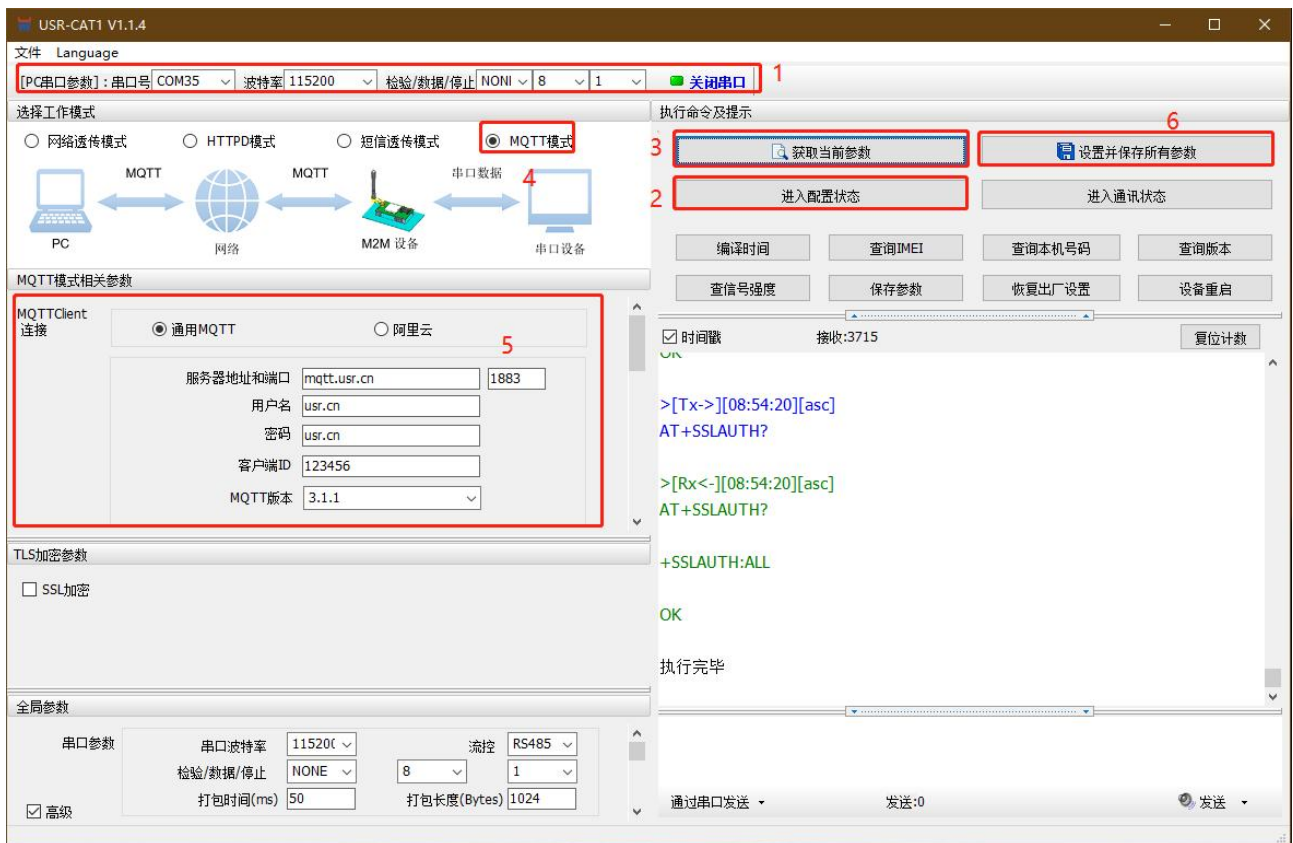 USR-CAT1 V1.1.4
文件 Language
[PC串口参数]：串口号 COM35 波特率 115200 检验/数据/停止 NONI 8 1 关闭串口 1
选择工作模式
网络透传模式 HTTPD模式 短信透传模式 MQTT模式
4
MQTT MQTT 串口数据
PC 网络 M2M 设备 串口设备
MQTT模式相关参数
MQTTClient
连接
通用MQTT 阿里云
5
服务器地址和端口 mqtt.usr.cn 1883
用户名 usr.cn
密码 usr.cn
客户端ID 123456
MQTT版本 3.1.1
TLS加密参数
SSL加密
全局参数
串口参数 串口波特率 11520( 流控 RS485
检验/数据/停止 NONE 8 1
打包时间(ms) 50 打包长度(Bytes) 1024
高级
执行命令及提示
6
3 获取当前参数 设置并保存所有参数
2 进入配置状态 进入通讯状态
编译时间 查询IMEI 查询本机号码 查询版本
查信号强度 保存参数 恢复出厂设置 设备重启
时间戳 接收:3715 复位计数
OK
>[Tx->][08:54:20][asc]
AT+SSLAUTH?
>[Rx<-][08:54:20][asc]
AT+SSLAUTH?
+SSLAUTH:ALL
OK
执行完毕
通过串口发送 发送:0 发送